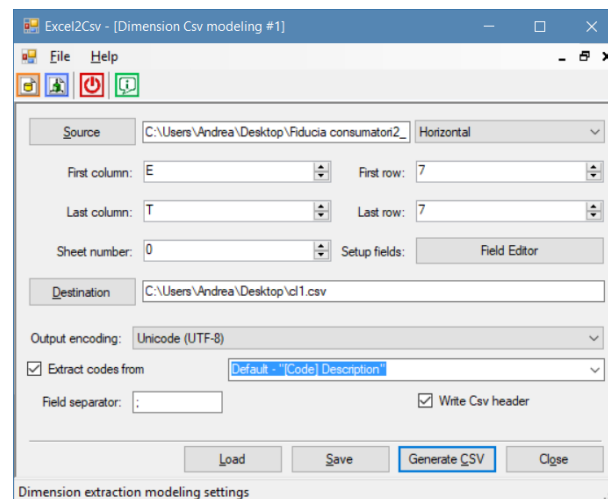 Excel2Csv - [Dimension Csv modeling #1]
File Help
Source C:\Users\Andrea\Desktop\Fiducia consumatori2_ Horizontal
First column: E First row: 7
Last column: T Last row: 7
Sheet number: 0 Setup fields: Field Editor
Destination C:\Users\Andrea\Desktop\cl1.csv
Output encoding: Unicode (UTF-8)
Extract codes from Default - "[Code] Description"
Field separator: ; Write Csv header
Load Save Generate CSV Close
Dimension extraction modeling settings